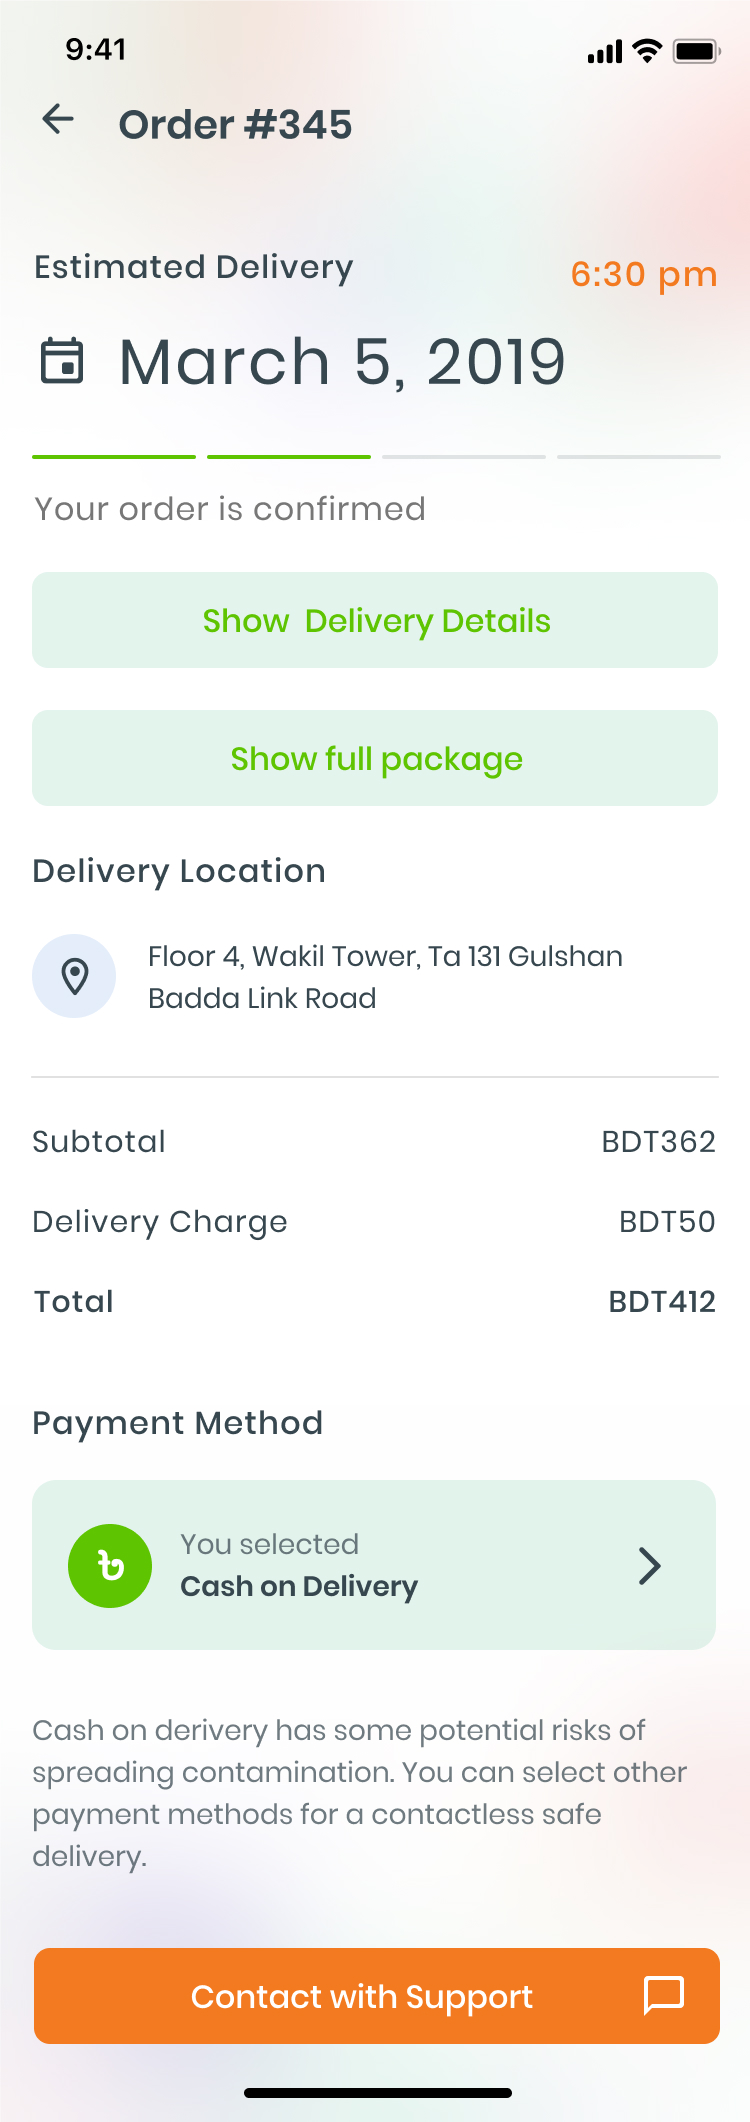 9:41
Order #345
Estimated Delivery
6:30 pm
March 5, 2019
Your order is confirmed
Show  Delivery Details
Show full package
Delivery Location
Floor 4, Wakil Tower, Ta 131 Gulshan
Badda Link Road
Subtotal BDT362
Delivery Charge BDT50
Total BDT412
Payment Method
৳
You selected
Cash on Delivery
Cash on derivery has some potential risks of
spreading contamination. You can select other
payment methods for a contactless safe
delivery.
Contact with Support